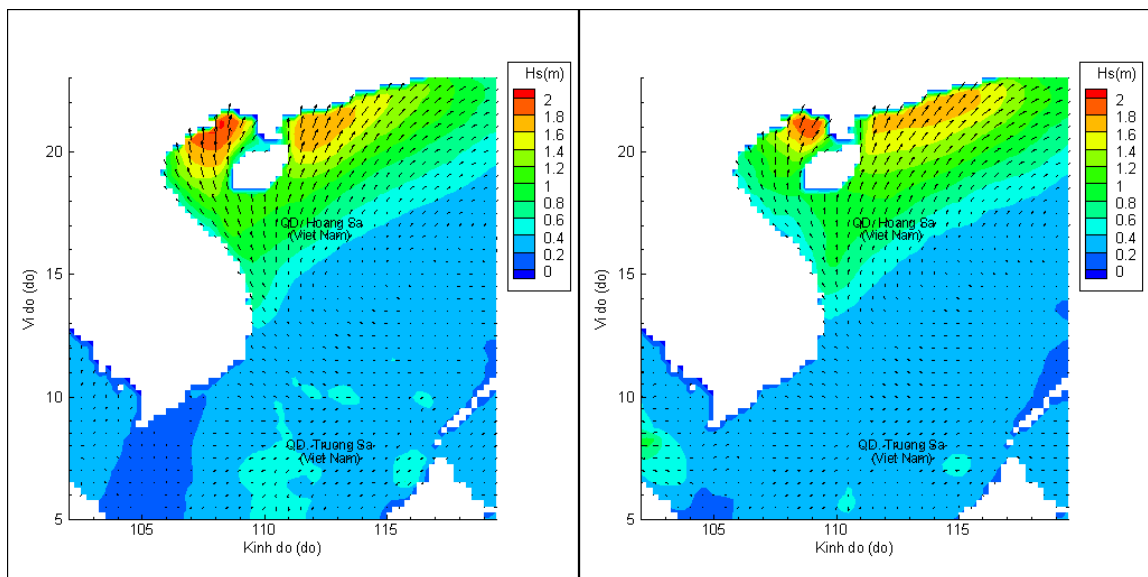 Hs(m)
2
1.8
1.6
1.4
1.2
1
0.8
0.6
0.4
0.2
0
20
15
10
5
Vi do (do)
QD. Hoang Sa
(Viet Nam)
QD. Truong Sa
(Viet Nam)
105
110
115
Kinh do (do)
Hs(m)
2
1.8
1.6
1.4
1.2
1
0.8
0.6
0.4
0.2
0
20
15
10
5
Vi do (do)
QD. Hoang Sa
(Viet Nam)
QD. Truong Sa
(Viet Nam)
105
110
115
Kinh do (do)